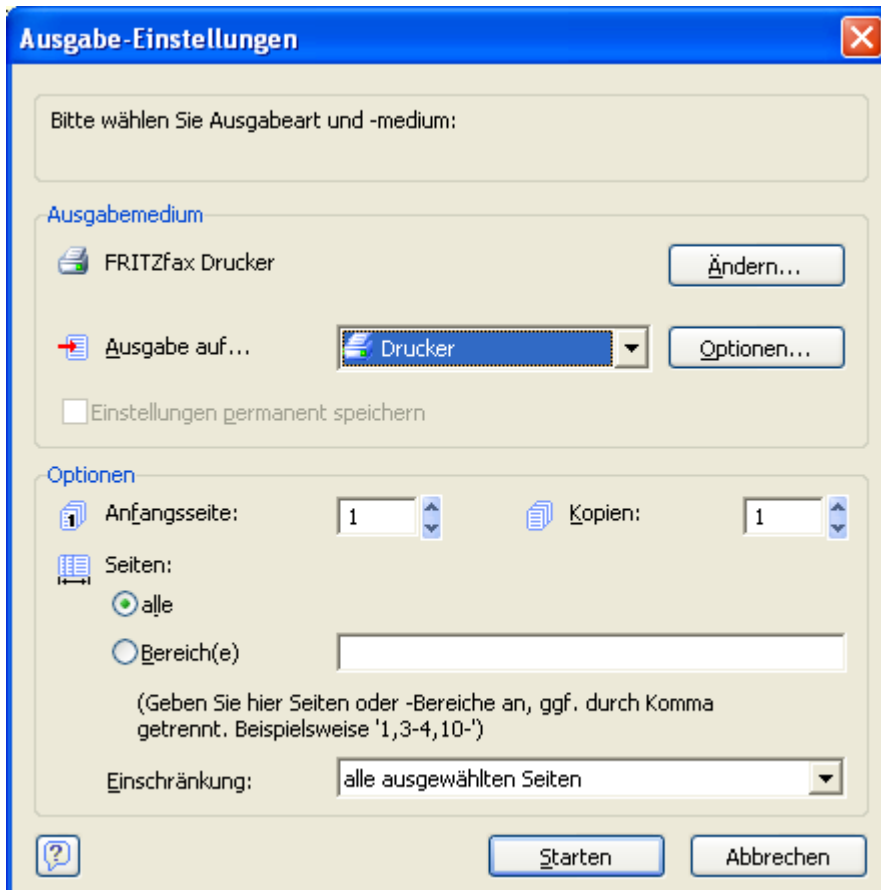 Ausgabe-Einstellungen
Bitte wählen Sie Ausgabeart und -medium:
Ausgabemedium
FRITZfax Drucker
Ändern...
Ausgabe auf...
Drucker
Optionen...
Einstellungen permanent speichern
Optionen
Anfangsseite:
1
Kopien:
1
Seiten:
alle
Bereich(e)
(Geben Sie hier Seiten oder -Bereiche an, ggf. durch Komma
getrennt. Beispielsweise '1,3-4,10-')
Einschränkung:
alle ausgewählten Seiten
Starten
Abbrechen